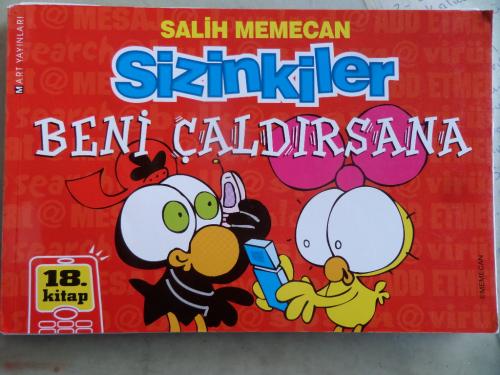 MART YAYINLARI
SALİH MEMECAN
Sizinkiler
BENİ ÇALDIRSANA
18.
kitap
©MEMECAN